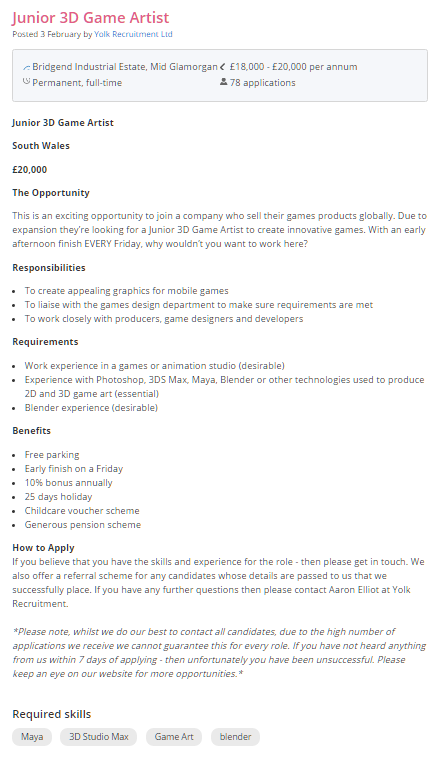 Junior 3D Game Artist
Posted 3 February by Yolk Recruitment Ltd
Bridgend Industrial Estate, Mid Glamorgan £18,000 - £20,000 per annum
Permanent, full-time 78 applications
Junior 3D Game Artist
South Wales
£20,000
The Opportunity
This is an exciting opportunity to join a company who sell their games products globally. Due to
expansion they're looking for a Junior 3D Game Artist to create innovative games. With an early
afternoon finish EVERY Friday, why wouldn't you want to work here?
Responsibilities
• To create appealing graphics for mobile games
• To liaise with the games design department to make sure requirements are met
• To work closely with producers, game designers and developers
Requirements
• Work experience in a games or animation studio (desirable)
• Experience with Photoshop, 3DS Max, Maya, Blender or other technologies used to produce
2D and 3D game art (essential)
• Blender experience (desirable)
Benefits
• Free parking
• Early finish on a Friday
• 10% bonus annually
• 25 days holiday
• Childcare voucher scheme
• Generous pension scheme
How to Apply
If you believe that you have the skills and experience for the role - then please get in touch. We
also offer a referral scheme for any candidates whose details are passed to us that we
successfully place. If you have any further questions then please contact Aaron Elliot at Yolk
Recruitment.
*Please note, whilst we do our best to contact all candidates, due to the high number of
applications we receive we cannot guarantee this for every role. If you have not heard anything
from us within 7 days of applying - then unfortunately you have been unsuccessful. Please
keep an eye on our website for more opportunities.*
Required skills
Maya 3D Studio Max Game Art blender